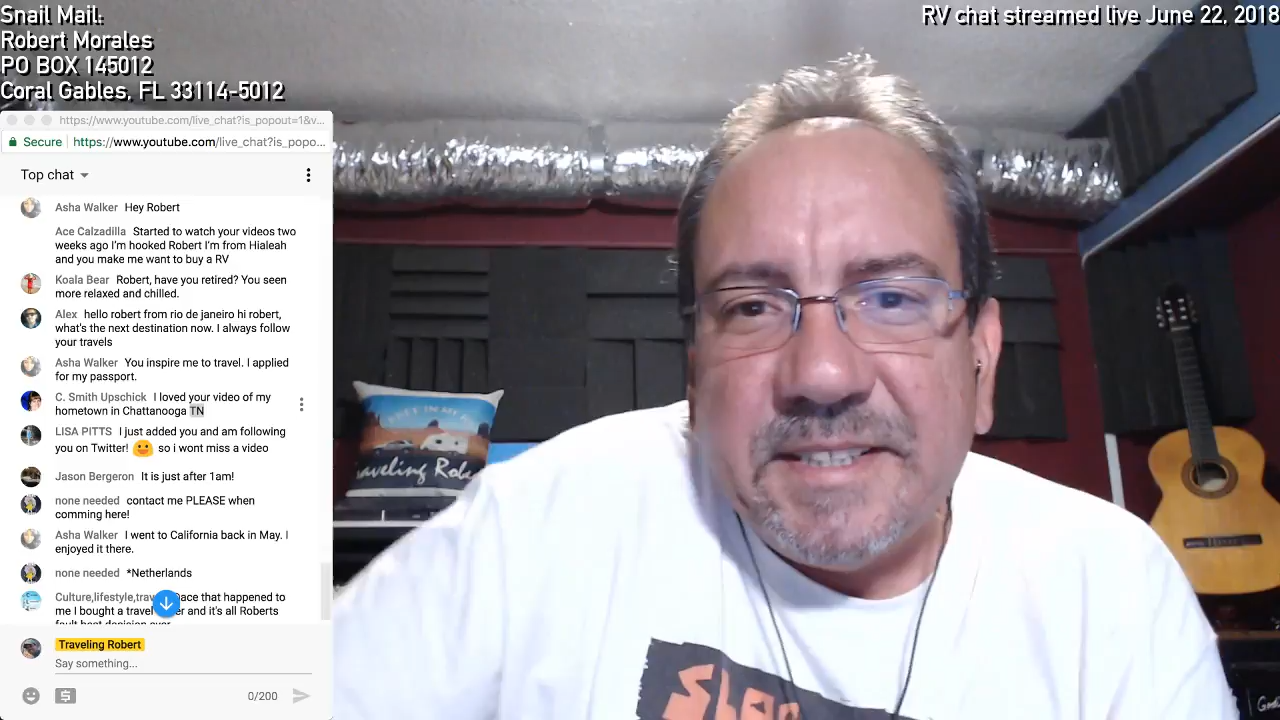 Snail Mail:
Robert Morales
PO BOX 145012
Coral Gables, FL 33114-5012
RV chat streamed live June 22, 2018
https://www.youtube.com/live_chat?is_popout=1&v...
Secure https://www.youtube.com/live_chat?is_popo...
Top chat
Asha Walker Hey Robert
Ace Calzadilla Started to watch your videos two
weeks ago I'm hooked Robert I'm from Hialeah
and you make me want to buy a RV
Koala Bear Robert, have you retired? You seen
more relaxed and chilled.
Alex hello robert from rio de janeiro hi robert,
what's the next destination now. I always follow
your travels
Asha Walker You inspire me to travel. I applied
for my passport.
C. Smith Upschick I loved your video of my
hometown in Chattanooga TN
LISA PITTS I just added you and am following
you on Twitter! so i wont miss a video
Jason Bergeron It is just after 1am!
none needed contact me PLEASE when
comming here!
Asha Walker I went to California back in May. I
enjoyed it there.
none needed *Netherlands
Culture,lifestyle, that happened to
me I bought a and it's all Roberts
fault best decision ever
Traveling Robert
Say something...
0/200
IN MY